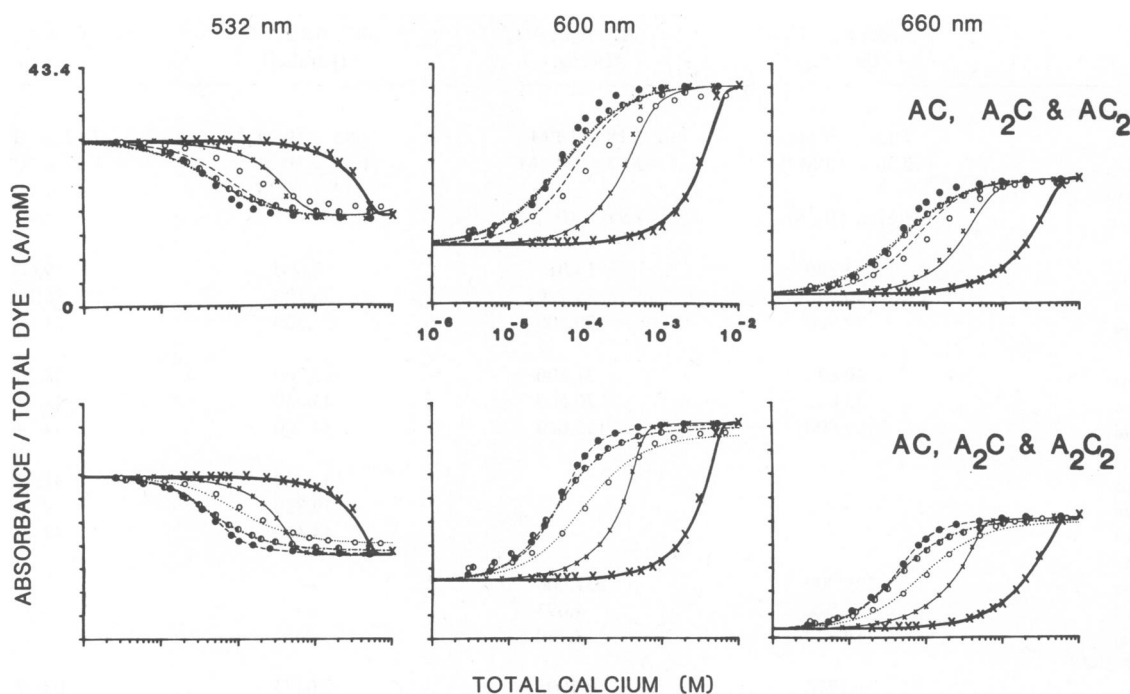 532 nm 600 nm 660 nm
43.4
0
AC, A₂C & AC₂
10⁻⁶ 10⁻⁵ 10⁻⁴ 10⁻³ 10⁻²
AC, A₂C & A₂C₂
ABSORBANCE / TOTAL DYE (A/mM)
TOTAL CALCIUM (M)